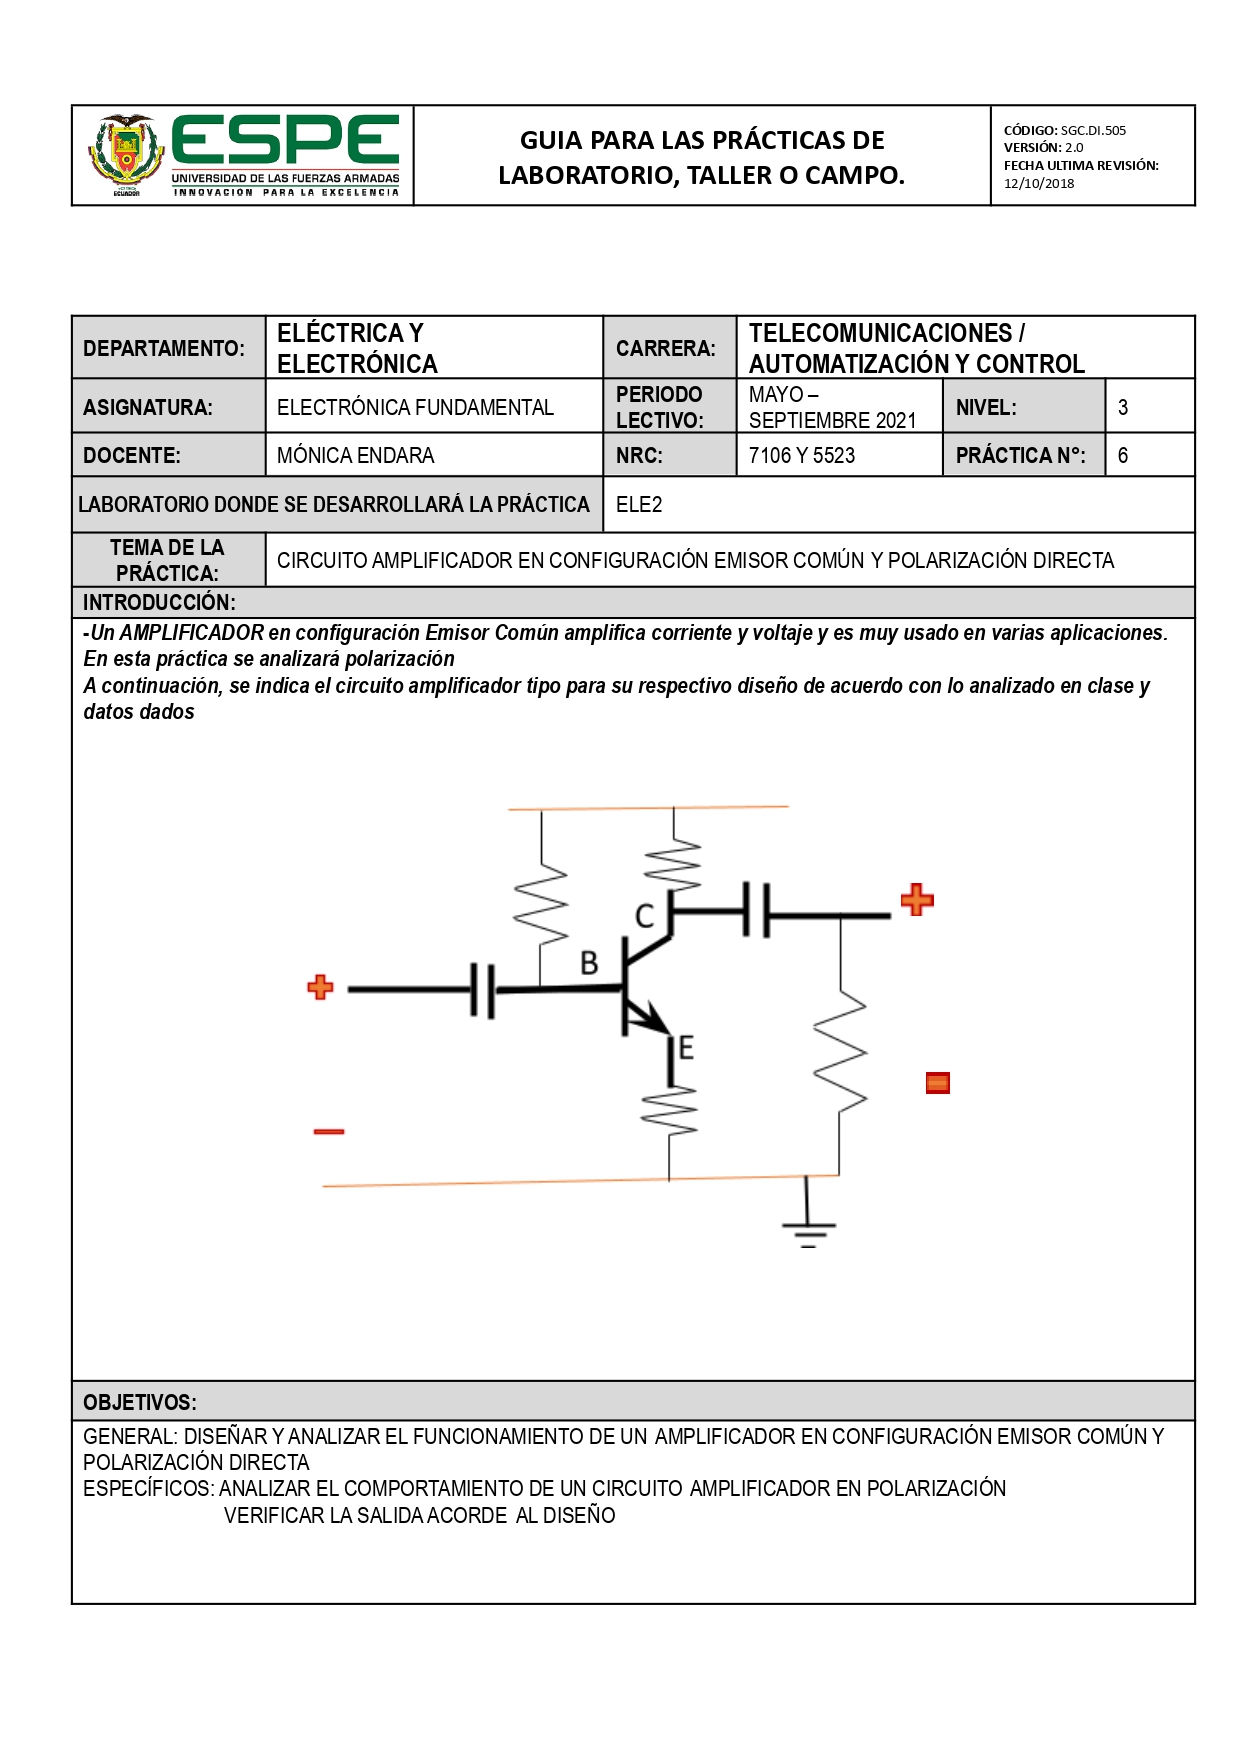 ESPE
UNIVERSIDAD DE LAS FUERZAS ARMADAS
INNOVACIÓN PARA LA EXCELENCIA
ECUADOR
GUIA PARA LAS PRÁCTICAS DE
LABORATORIO, TALLER O CAMPO.
CÓDIGO: SGC.DI.505
VERSIÓN: 2.0
FECHA ULTIMA REVISIÓN:
12/10/2018
DEPARTAMENTO:
ELÉCTRICA Y
ELECTRÓNICA
CARRERA:
TELECOMUNICACIONES /
AUTOMATIZACIÓN Y CONTROL
ASIGNATURA:
ELECTRÓNICA FUNDAMENTAL
PERIODO
LECTIVO:
MAYO –
SEPTIEMBRE 2021
NIVEL:
3
DOCENTE:
MÓNICA ENDARA
NRC:
7106 Y 5523
PRÁCTICA N°:
6
LABORATORIO DONDE SE DESARROLLARÁ LA PRÁCTICA
ELE2
TEMA DE LA
PRÁCTICA:
CIRCUITO AMPLIFICADOR EN CONFIGURACIÓN EMISOR COMÚN Y POLARIZACIÓN DIRECTA
INTRODUCCIÓN:
-Un AMPLIFICADOR en configuración Emisor Común amplifica corriente y voltaje y es muy usado en varias aplicaciones.
En esta práctica se analizará polarización
A continuación, se indica el circuito amplificador tipo para su respectivo diseño de acuerdo con lo analizado en clase y
datos dados
C
B
E
OBJETIVOS:
GENERAL: DISEÑAR Y ANALIZAR EL FUNCIONAMIENTO DE UN AMPLIFICADOR EN CONFIGURACIÓN EMISOR COMÚN Y
POLARIZACIÓN DIRECTA
ESPECÍFICOS: ANALIZAR EL COMPORTAMIENTO DE UN CIRCUITO AMPLIFICADOR EN POLARIZACIÓN
VERIFICAR LA SALIDA ACORDE AL DISEÑO